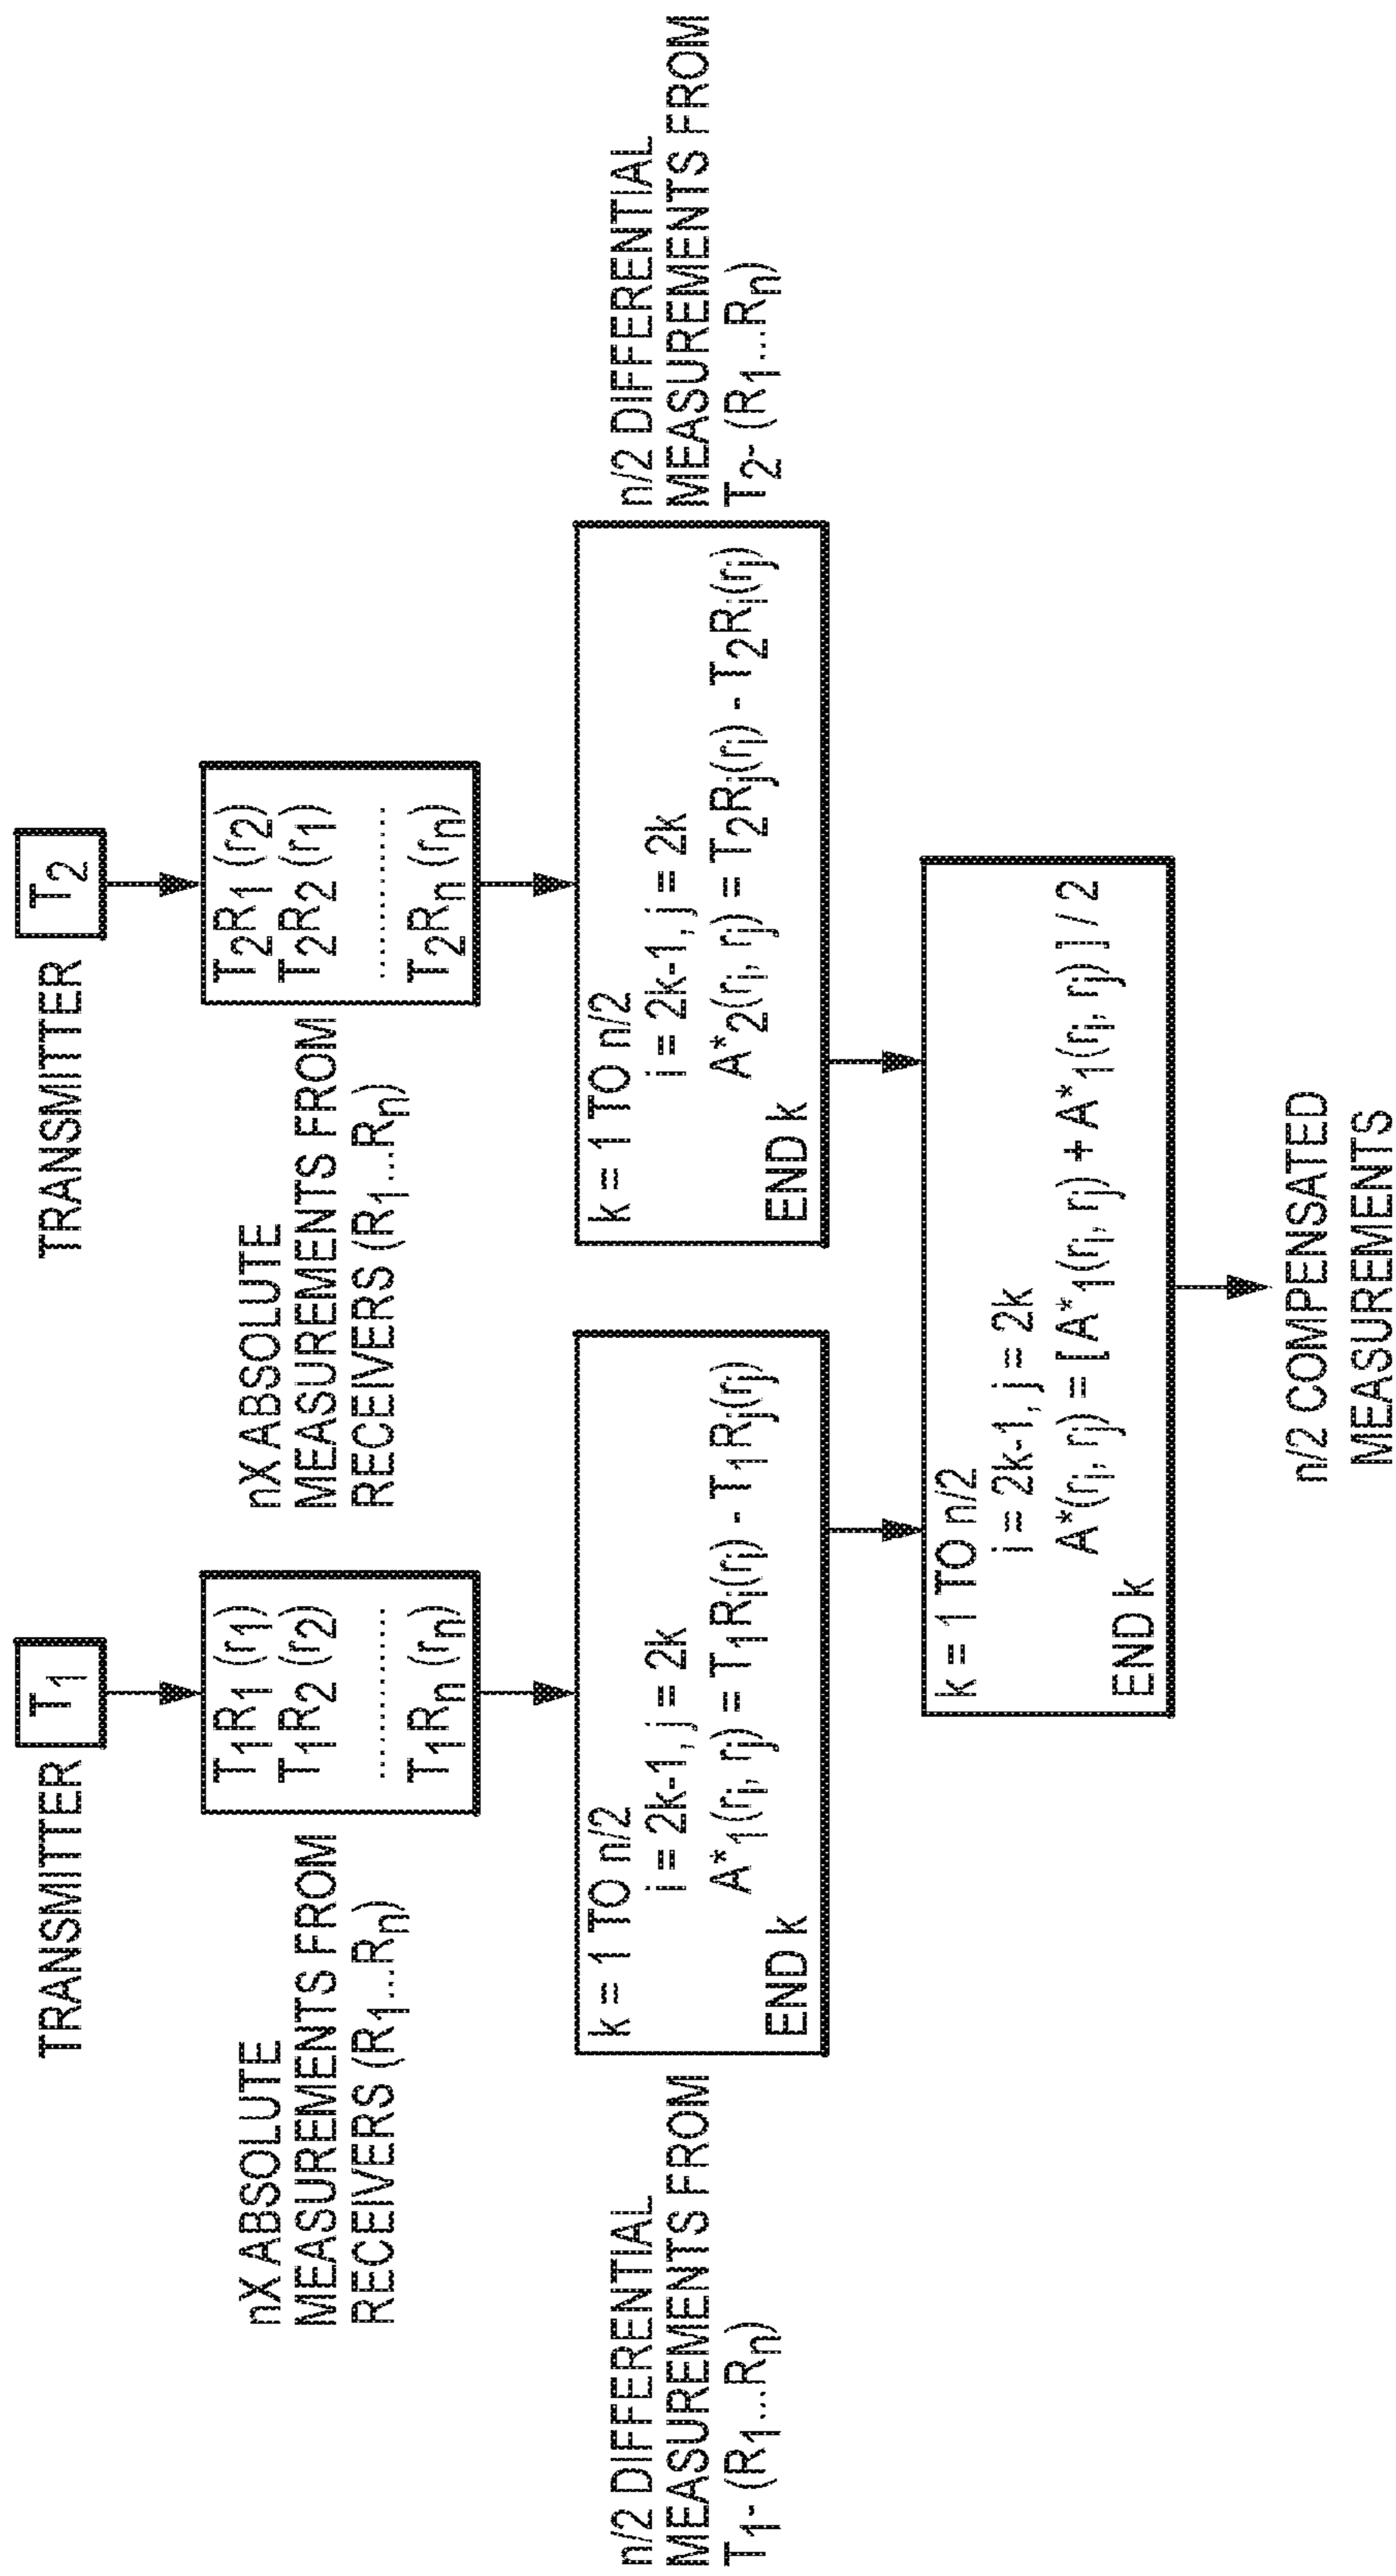 TRANSMITTER
T1
nX ABSOLUTE
MEASUREMENTS FROM
RECEIVERS (R1...Rn)
T1R1 (r1)
T1R2 (r2)
............
T1Rn (rn)
n/2 DIFFERENTIAL
MEASUREMENTS FROM
T1- (R1...Rn)
k = 1 TO n/2
i = 2k-1, j = 2k
A*1(ri, rj) = T1Ri(ri) - T1Rj(rj)
END k
TRANSMITTER
T2
nX ABSOLUTE
MEASUREMENTS FROM
RECEIVERS (R1...Rn)
T2R1 (r2)
T2R2 (r1)
............
T2Rn (rn)
k = 1 TO n/2
i = 2k-1, j = 2k
A*2(ri, rj) = T2Rj(ri) - T2Ri(rj)
END k
n/2 DIFFERENTIAL
MEASUREMENTS FROM
T2- (R1...Rn)
k = 1 TO n/2
i = 2k-1, j = 2k
A*(ri, rj) = [ A*1(ri, rj) + A*1(ri, rj) ] / 2
END k
n/2 COMPENSATED
MEASUREMENTS